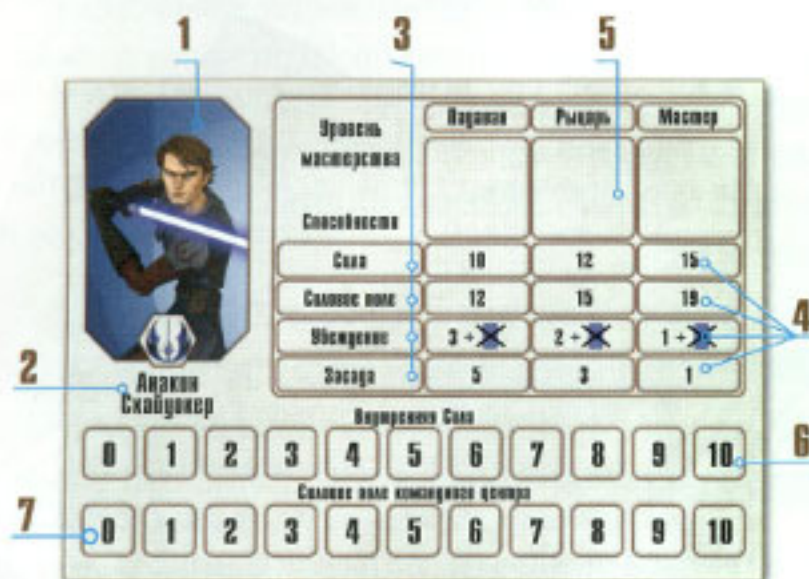 1 3 5
Уровень мастерства Падаван Рыцарь Мастер
Способности
Сила 10 12 15
Силовое поле 12 15 19
4
Убеждение 3 + 2 + 1 +
Засада 5 3 1
2
Анакин
Скайуокер
Внутренняя Сила
0 1 2 3 4 5 6 7 8 9 10
6
Силовое поле командного центра
7
0 1 2 3 4 5 6 7 8 9 10